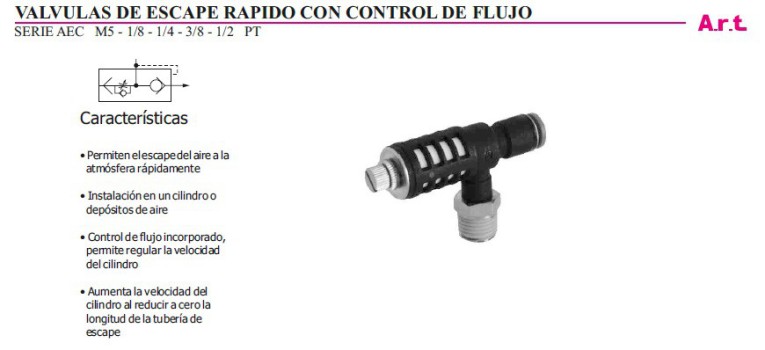 VALVULAS DE ESCAPE RAPIDO CON CONTROL DE FLUJO
SERIE AEC M5 - 1/8 - 1/4 - 3/8 - 1/2 PT
A.r.t.
Características
• Permiten el escape del aire a la
atmósfera rápidamente
• Instalación en un cilindro o
depósitos de aire
• Control de flujo incorporado,
permite regular la velocidad
del cilindro
• Aumenta la velocidad del
cilindro al reducir a cero la
longitud de la tubería de
escape